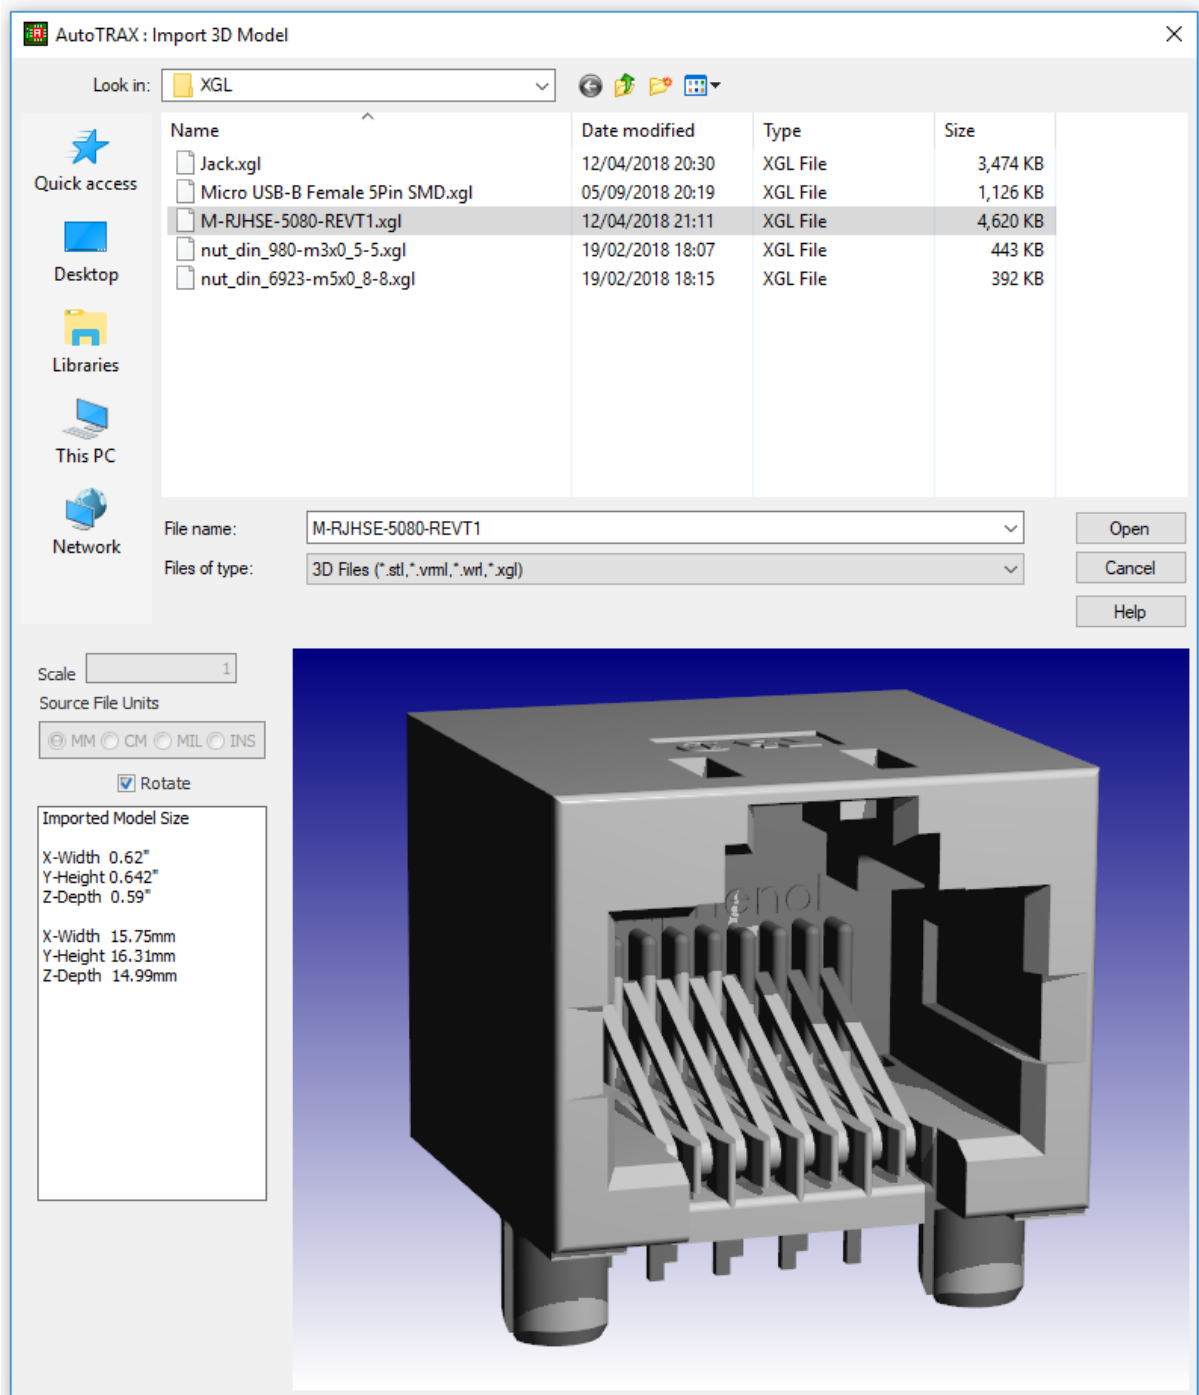 AutoTRAX : Import 3D Model
Look in: XGL
Name Date modified Type Size
Jack.xgl 12/04/2018 20:30 XGL File 3,474 KB
Micro USB-B Female 5Pin SMD.xgl 05/09/2018 20:19 XGL File 1,126 KB
M-RJHSE-5080-REVT1.xgl 12/04/2018 21:11 XGL File 4,620 KB
nut_din_980-m3x0_5-5.xgl 19/02/2018 18:07 XGL File 443 KB
nut_din_6923-m5x0_8-8.xgl 19/02/2018 18:15 XGL File 392 KB
Quick access
Desktop
Libraries
This PC
Network
File name: M-RJHSE-5080-REVT1 Open
Files of type: 3D Files (*.stl,*.vrml,*.wrl,*.xgl) Cancel
Help
Scale 1
Source File Units
MM CM MIL INS
Rotate
Imported Model Size
X-Width 0.62"
Y-Height 0.642"
Z-Depth 0.59"
X-Width 15.75mm
Y-Height 16.31mm
Z-Depth 14.99mm
enol